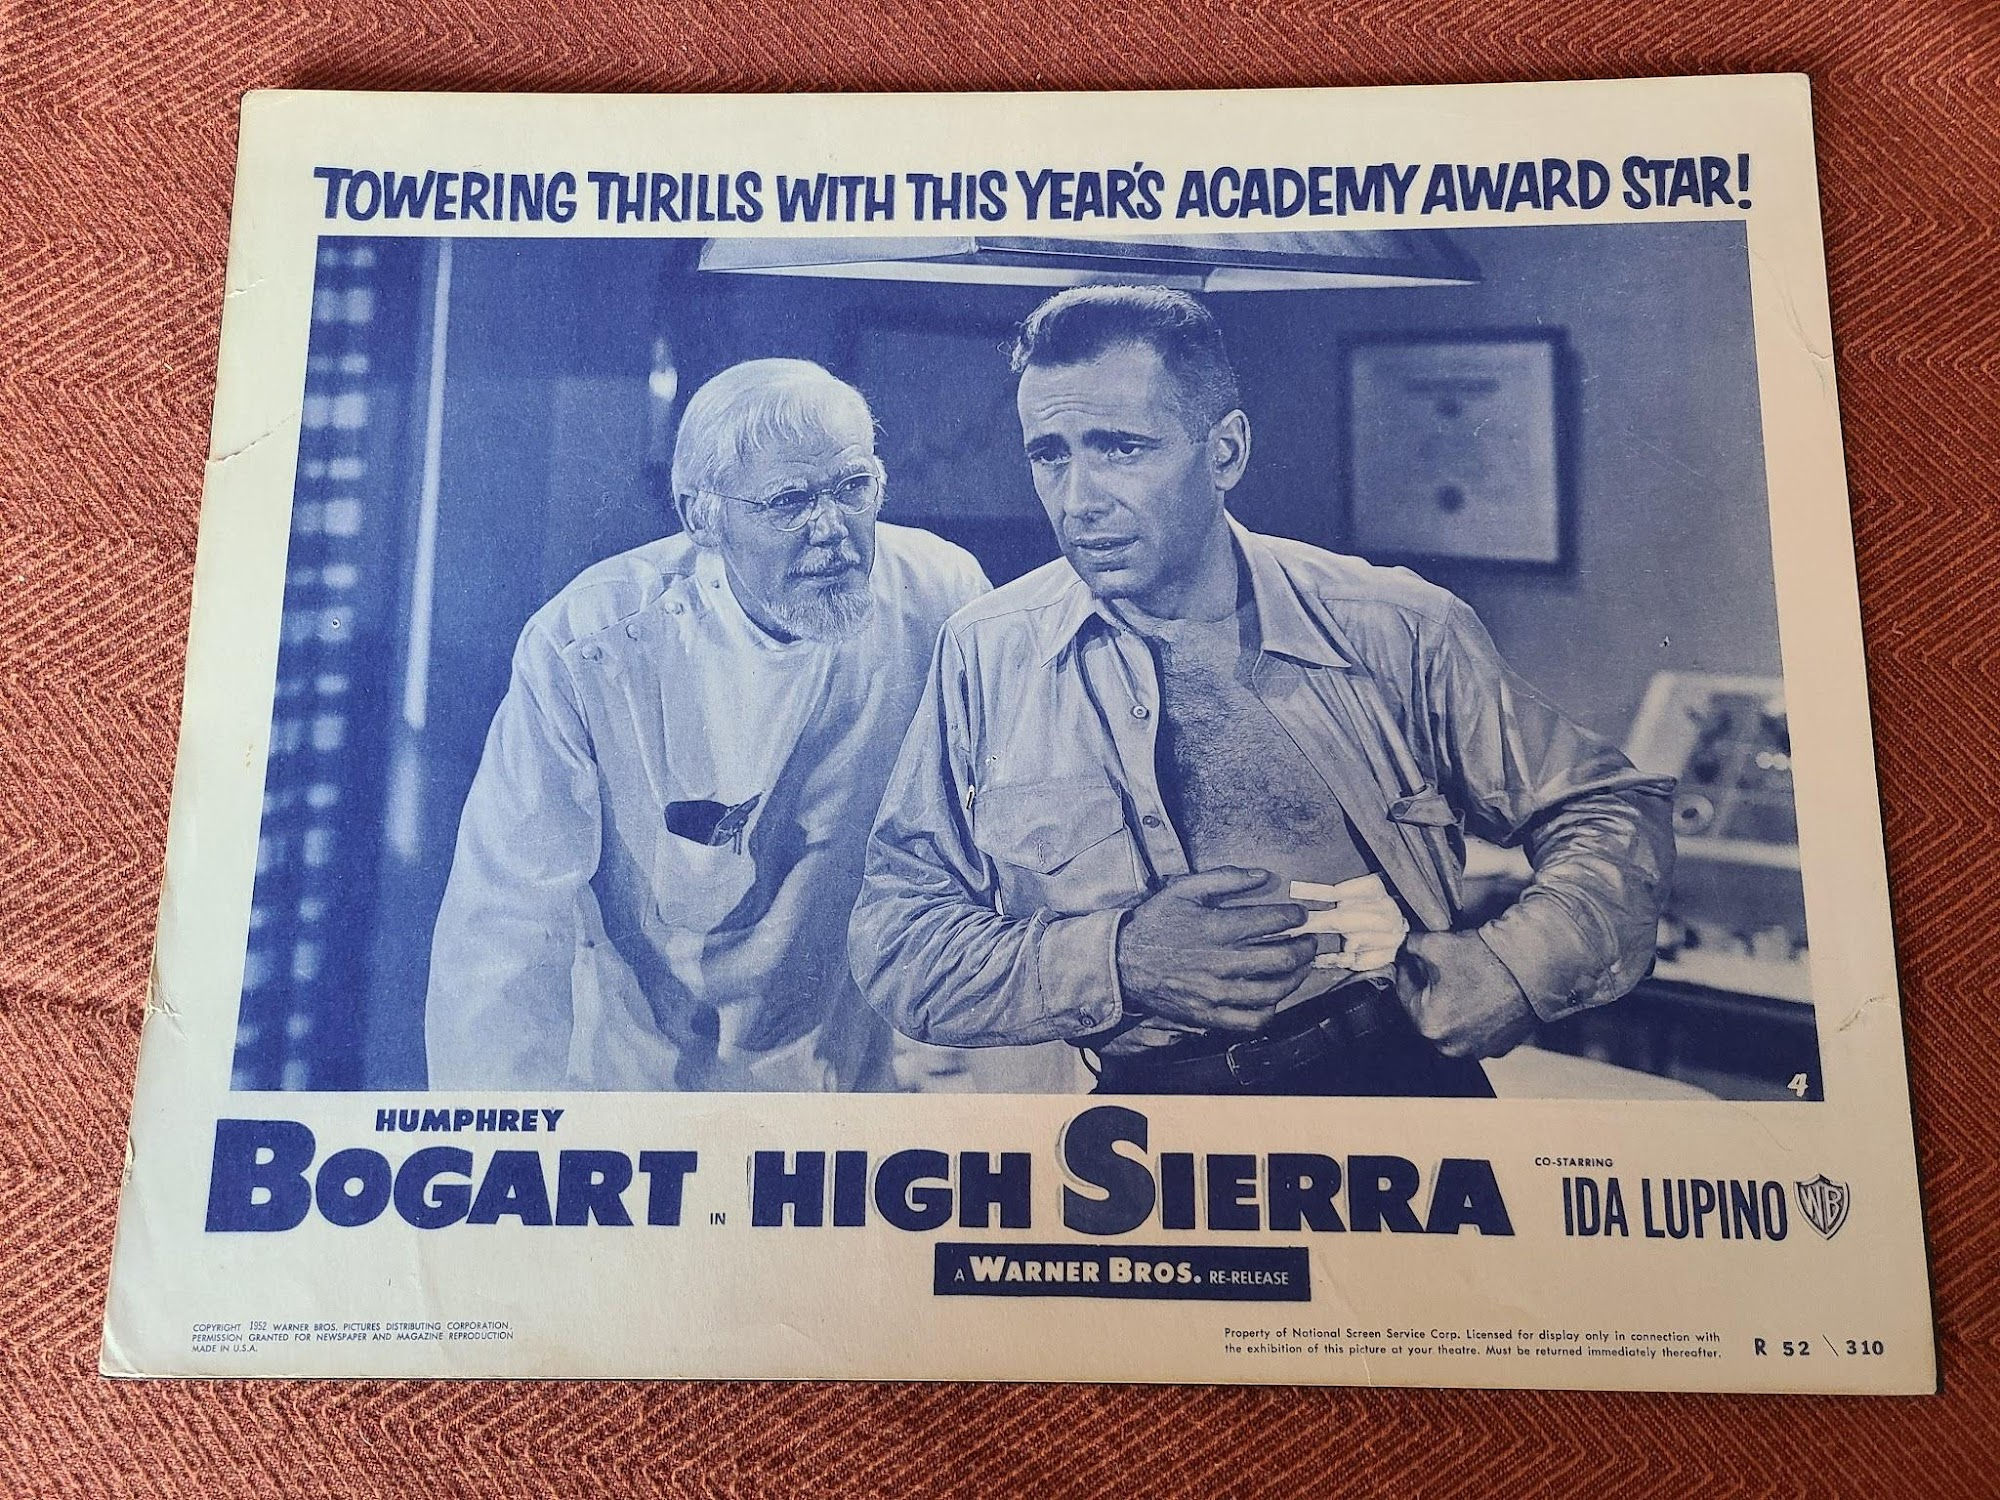 TOWERING THRILLS WITH THIS YEAR'S ACADEMY AWARD STAR!
4
HUMPHREY
BOGART IN HIGH SIERRA
CO-STARRING
IDA LUPINO
WB
A WARNER BROS. RE-RELEASE
COPYRIGHT 1952 WARNER BROS. PICTURES DISTRIBUTING CORPORATION.
PERMISSION GRANTED FOR NEWSPAPER AND MAGAZINE REPRODUCTION
MADE IN U.S.A.
Property of National Screen Service Corp. Licensed for display only in connection with
the exhibition of this picture at your theatre. Must be returned immediately thereafter.
R 52 \ 310